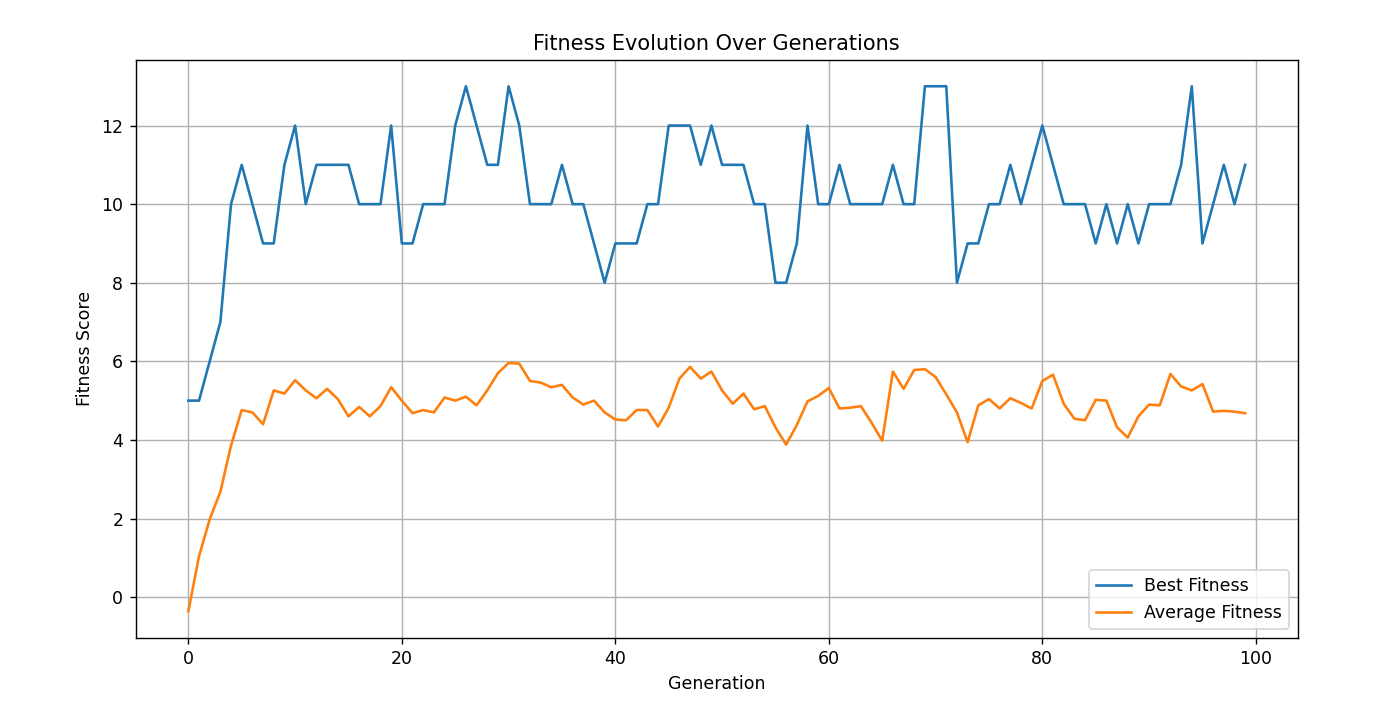 Fitness Evolution Over Generations
Fitness Score
12
10
8
6
4
2
0
0 20 40 60 80 100
Generation
Best Fitness
Average Fitness